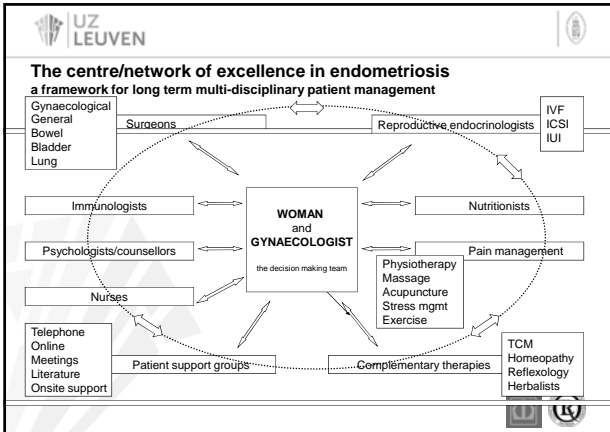 UZ
LEUVEN
The centre/network of excellence in endometriosis
a framework for long term multi-disciplinary patient management
Gynaecological
General
Bowel
Bladder
Lung
Surgeons
Reproductive endocrinologists
IVF
ICSI
IUI
Immunologists
WOMAN
and
GYNAECOLOGIST
the decision making team
Nutritionists
Psychologists/counsellors
Pain management
Physiotherapy
Massage
Acupuncture
Stress mgmt
Exercise
Nurses
Telephone
Online
Meetings
Literature
Onsite support
Patient support groups
Complementary therapies
TCM
Homeopathy
Reflexology
Herbalists